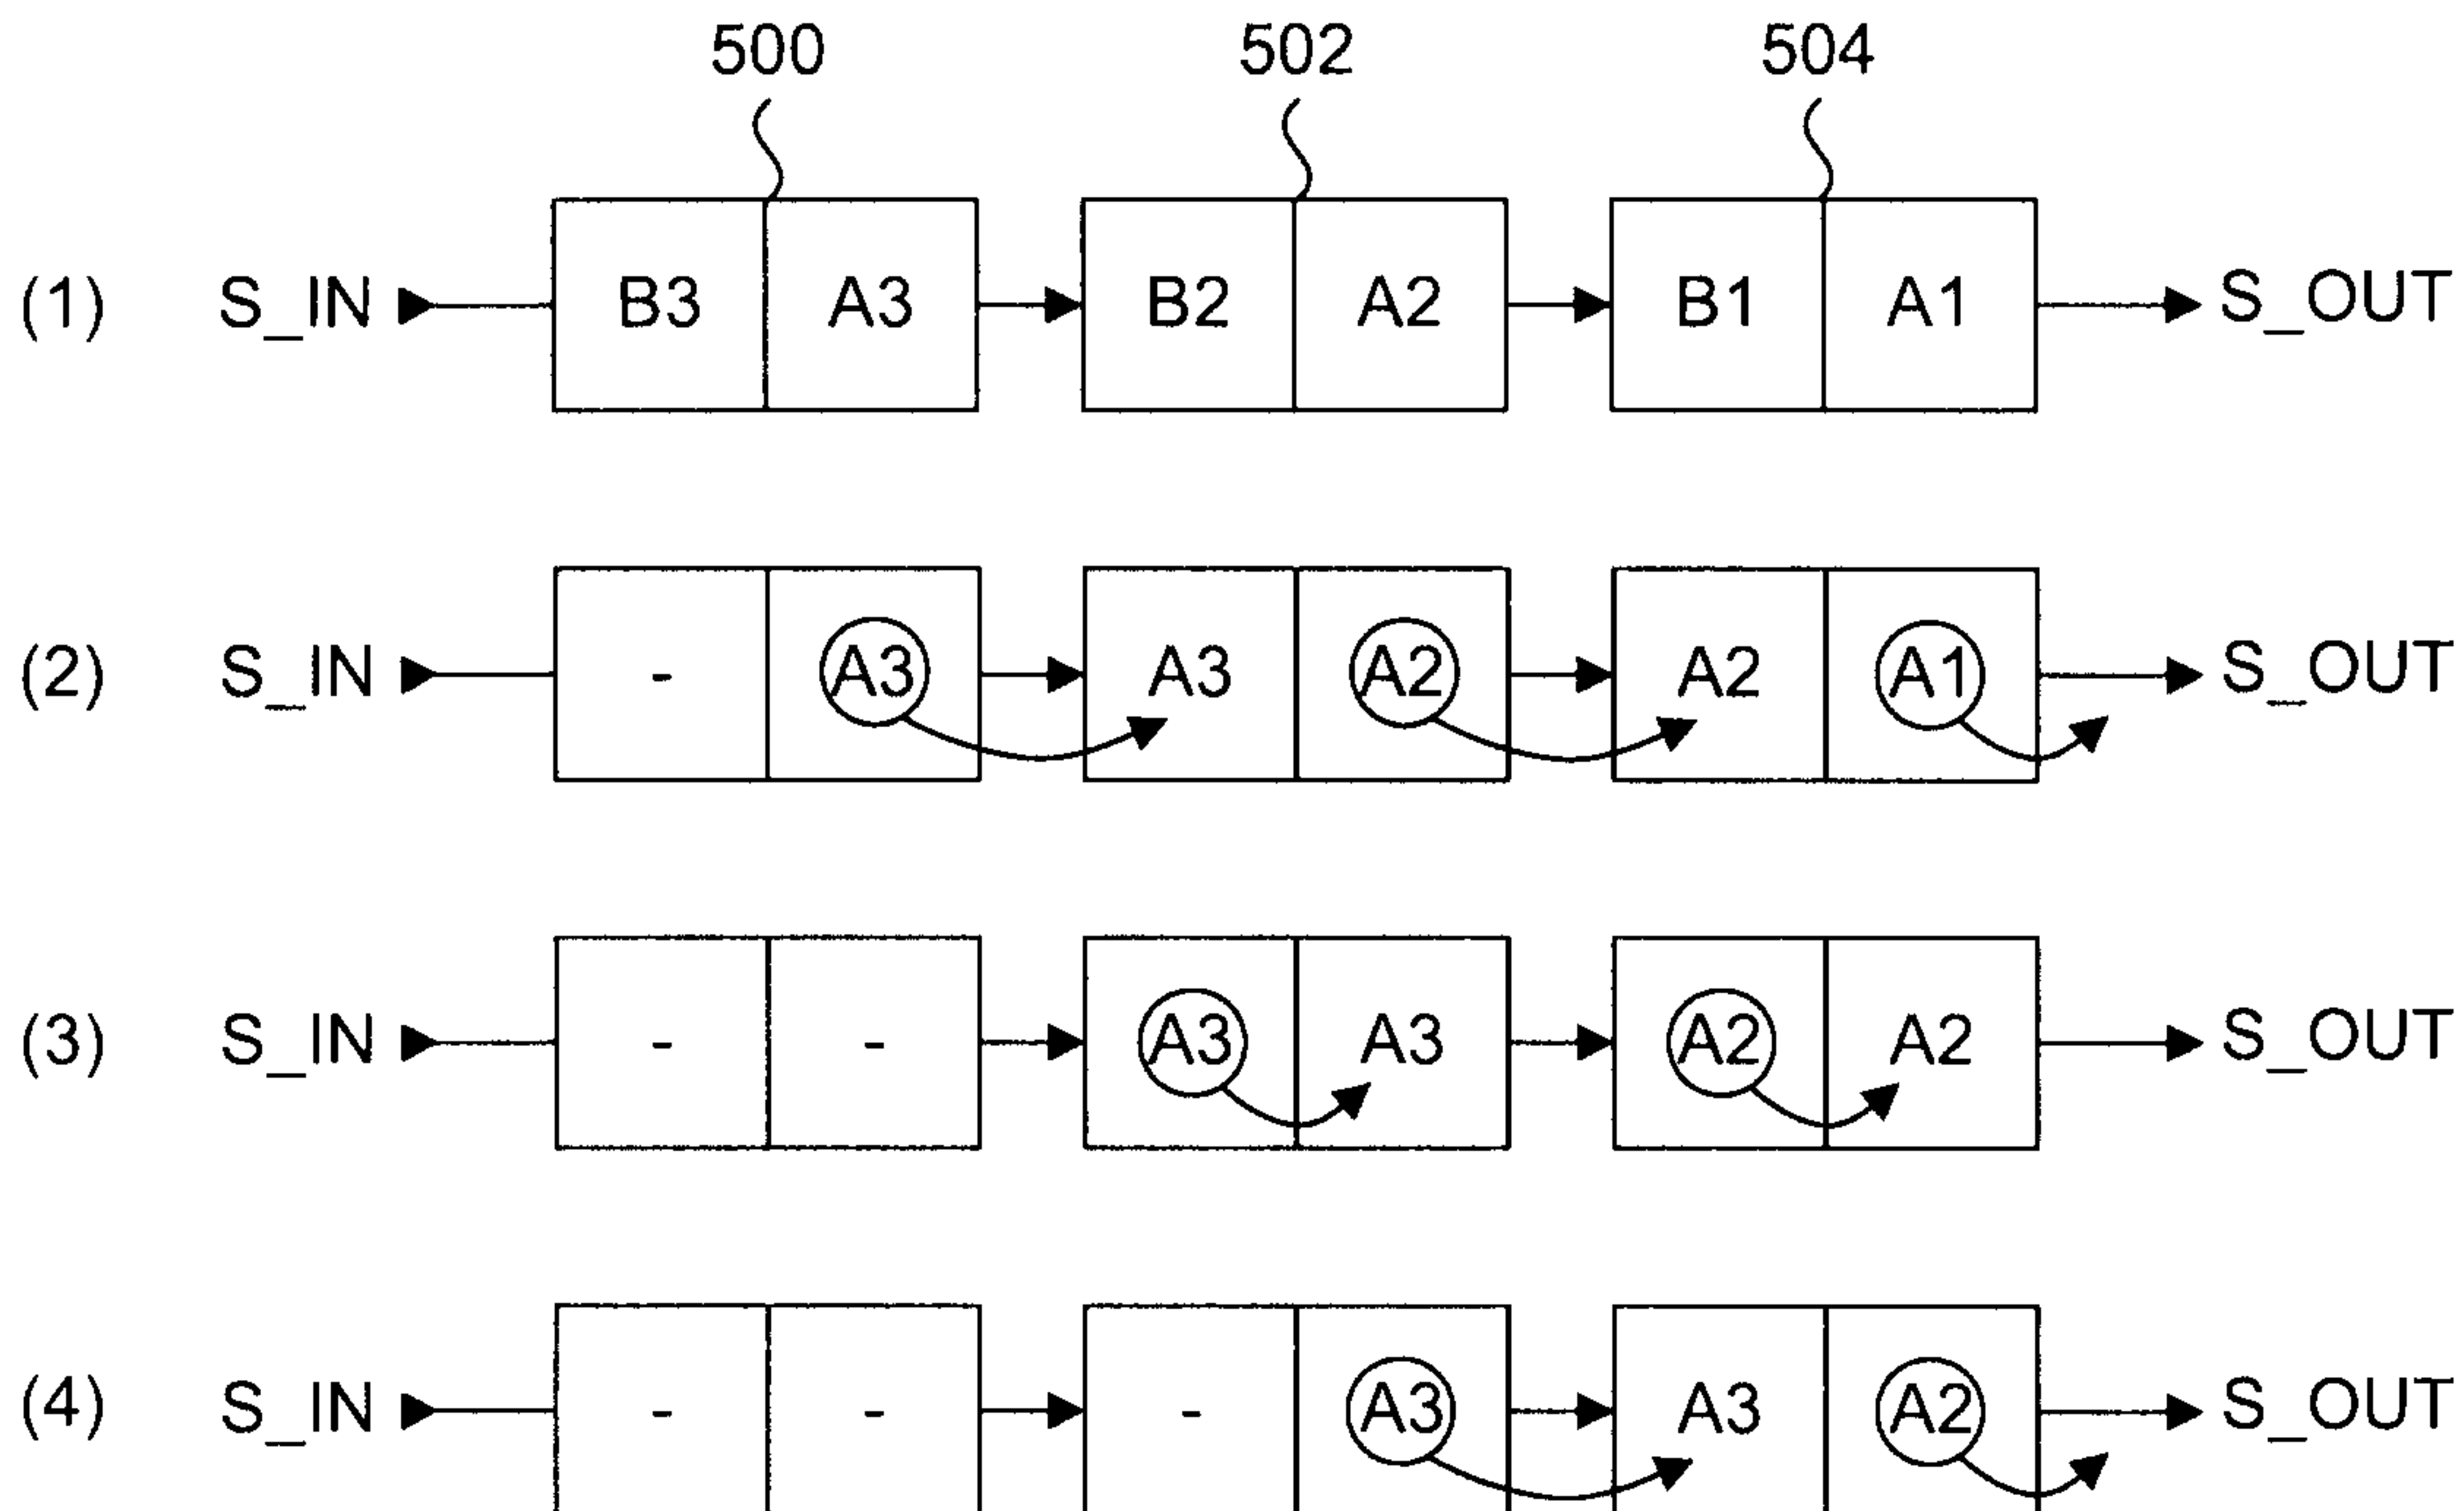 500 502 504
(1) S_IN B3 A3 B2 A2 B1 A1 S_OUT
(2) S_IN - A3 A3 A2 A2 A1 S_OUT
(3) S_IN - - A3 A3 A2 A2 S_OUT
(4) S_IN - - - A3 A3 A2 S_OUT